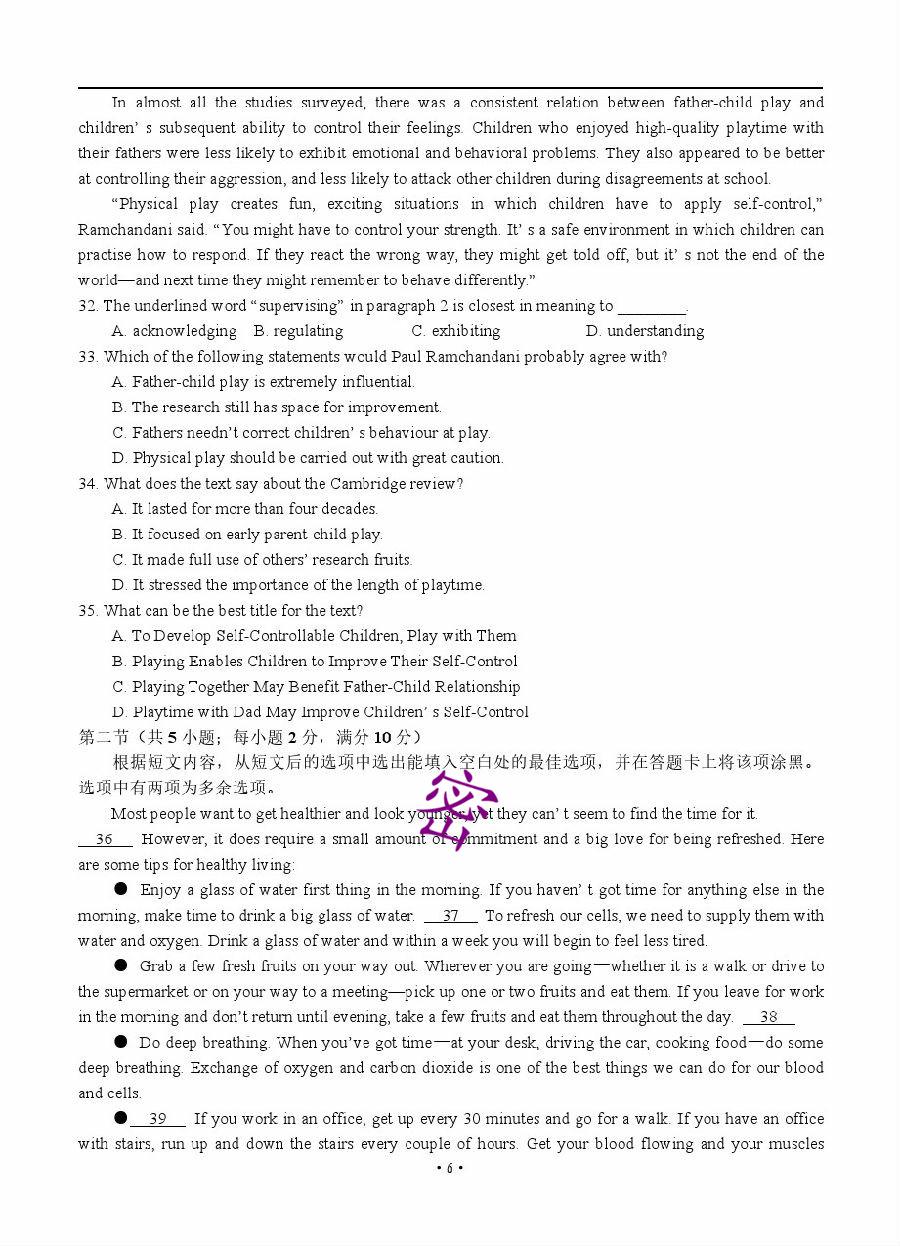 In almost all the studies surveyed, there was a consistent relation between father-child play and
children’ s subsequent ability to control their feelings. Children who enjoyed high-quality playtime with
their fathers were less likely to exhibit emotional and behavioral problems. They also appeared to be better
at controlling their aggression, and less likely to attack other children during disagreements at school.
“Physical play creates fun, exciting situations in which children have to apply self-control,”
Ramchandani said. “You might have to control your strength. It’ s a safe environment in which children can
practise how to respond. If they react the wrong way, they might get told off, but it’ s not the end of the
world—and next time they might remember to behave differently.”
32. The underlined word “supervising” in paragraph 2 is closest in meaning to ________.
A. acknowledging B. regulating C. exhibiting D. understanding
33. Which of the following statements would Paul Ramchandani probably agree with?
A. Father-child play is extremely influential.
B. The research still has space for improvement.
C. Fathers needn’t correct children’ s behaviour at play.
D. Physical play should be carried out with great caution.
34. What does the text say about the Cambridge review?
A. It lasted for more than four decades.
B. It focused on early parent-child play.
C. It made full use of others’ research fruits.
D. It stressed the importance of the length of playtime.
35. What can be the best title for the text?
A. To Develop Self-Controllable Children, Play with Them
B. Playing Enables Children to Improve Their Self-Control
C. Playing Together May Benefit Father-Child Relationship
D. Playtime with Dad May Improve Children’ s Self-Control
第二节（共 5 小题；每小题 2 分，满分 10 分）
根据短文内容，从短文后的选项中选出能填入空白处的最佳选项，并在答题卡上将该项涂黑。
选项中有两项为多余选项。
Most people want to get healthier and look younger, yet they can’ t seem to find the time for it.
36 However, it does require a small amount of commitment and a big love for being refreshed. Here
are some tips for healthy living:
● Enjoy a glass of water first thing in the morning. If you haven’ t got time for anything else in the
morning, make time to drink a big glass of water. 37 To refresh our cells, we need to supply them with
water and oxygen. Drink a glass of water and within a week you will begin to feel less tired.
● Grab a few fresh fruits on your way out. Wherever you are going—whether it is a walk or drive to
the supermarket or on your way to a meeting—pick up one or two fruits and eat them. If you leave for work
in the morning and don’t return until evening, take a few fruits and eat them throughout the day. 38
● Do deep breathing. When you’ve got time—at your desk, driving the car, cooking food—do some
deep breathing. Exchange of oxygen and carbon dioxide is one of the best things we can do for our blood
and cells.
● 39 If you work in an office, get up every 30 minutes and go for a walk. If you have an office
with stairs, run up and down the stairs every couple of hours. Get your blood flowing and your muscles
• 6 •
密